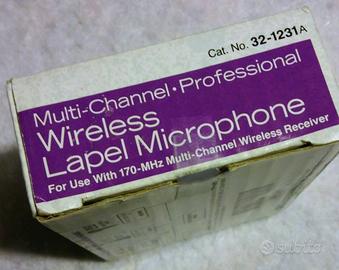 Cat. No. 32-1231A
Multi-Channel • Professional
Wireless
Lapel Microphone
For Use With 170-MHz Multi-Channel Wireless Receiver
subito